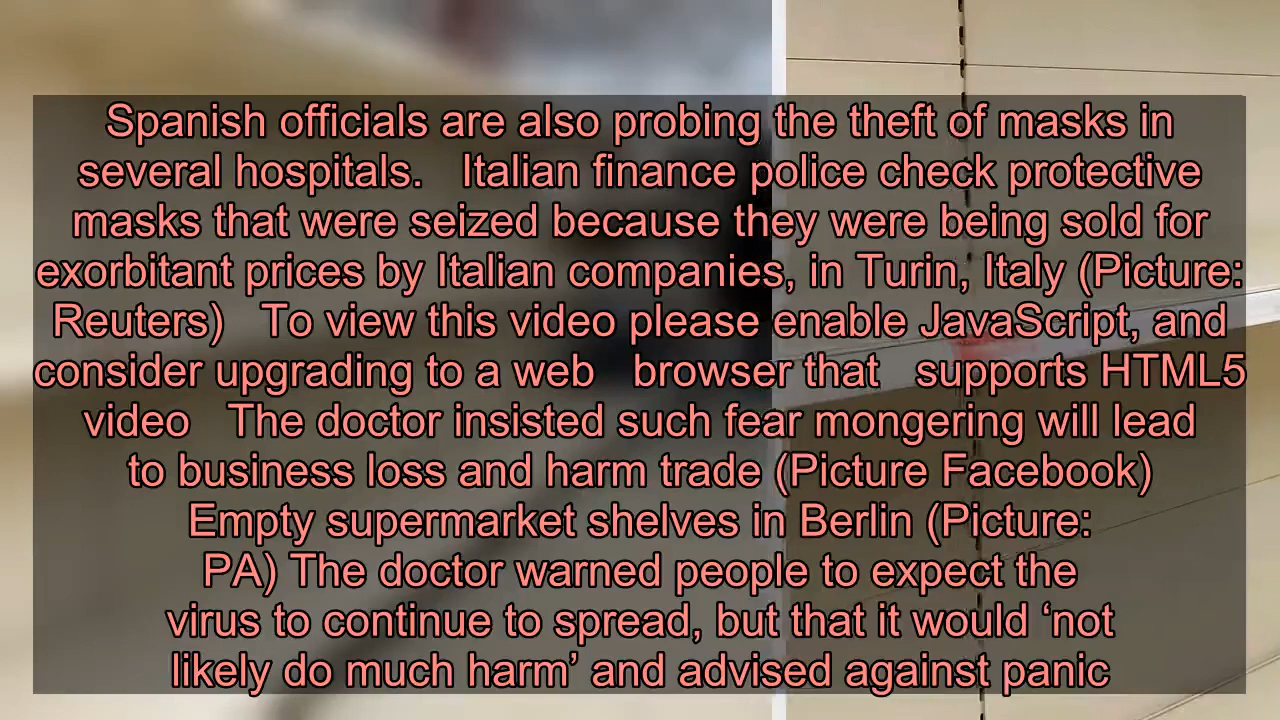 Spanish officials are also probing the theft of masks in
several hospitals.   Italian finance police check protective
masks that were seized because they were being sold for
exorbitant prices by Italian companies, in Turin, Italy (Picture:
Reuters)   To view this video please enable JavaScript, and
consider upgrading to a web   browser that   supports HTML5
video   The doctor insisted such fear mongering will lead
to business loss and harm trade (Picture Facebook)
Empty supermarket shelves in Berlin (Picture:
PA) The doctor warned people to expect the
virus to continue to spread, but that it would ‘not
likely do much harm’ and advised against panic